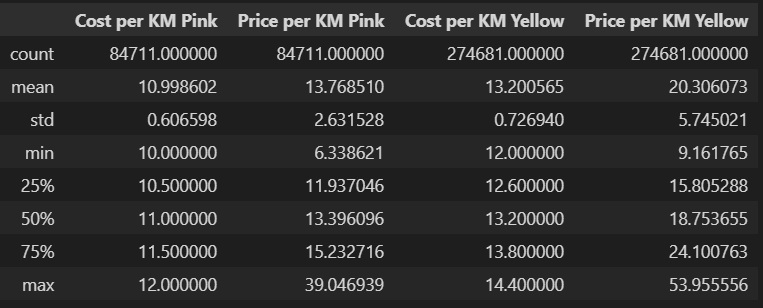 Cost per KM Pink Price per KM Pink Cost per KM Yellow Price per KM Yellow
count 84711.000000 84711.000000 274681.000000 274681.000000
mean 10.998602 13.768510 13.200565 20.306073
std 0.606598 2.631528 0.726940 5.745021
min 10.000000 6.338621 12.000000 9.161765
25% 10.500000 11.937046 12.600000 15.805288
50% 11.000000 13.396096 13.200000 18.753655
75% 11.500000 15.232716 13.800000 24.100763
max 12.000000 39.046939 14.400000 53.955556